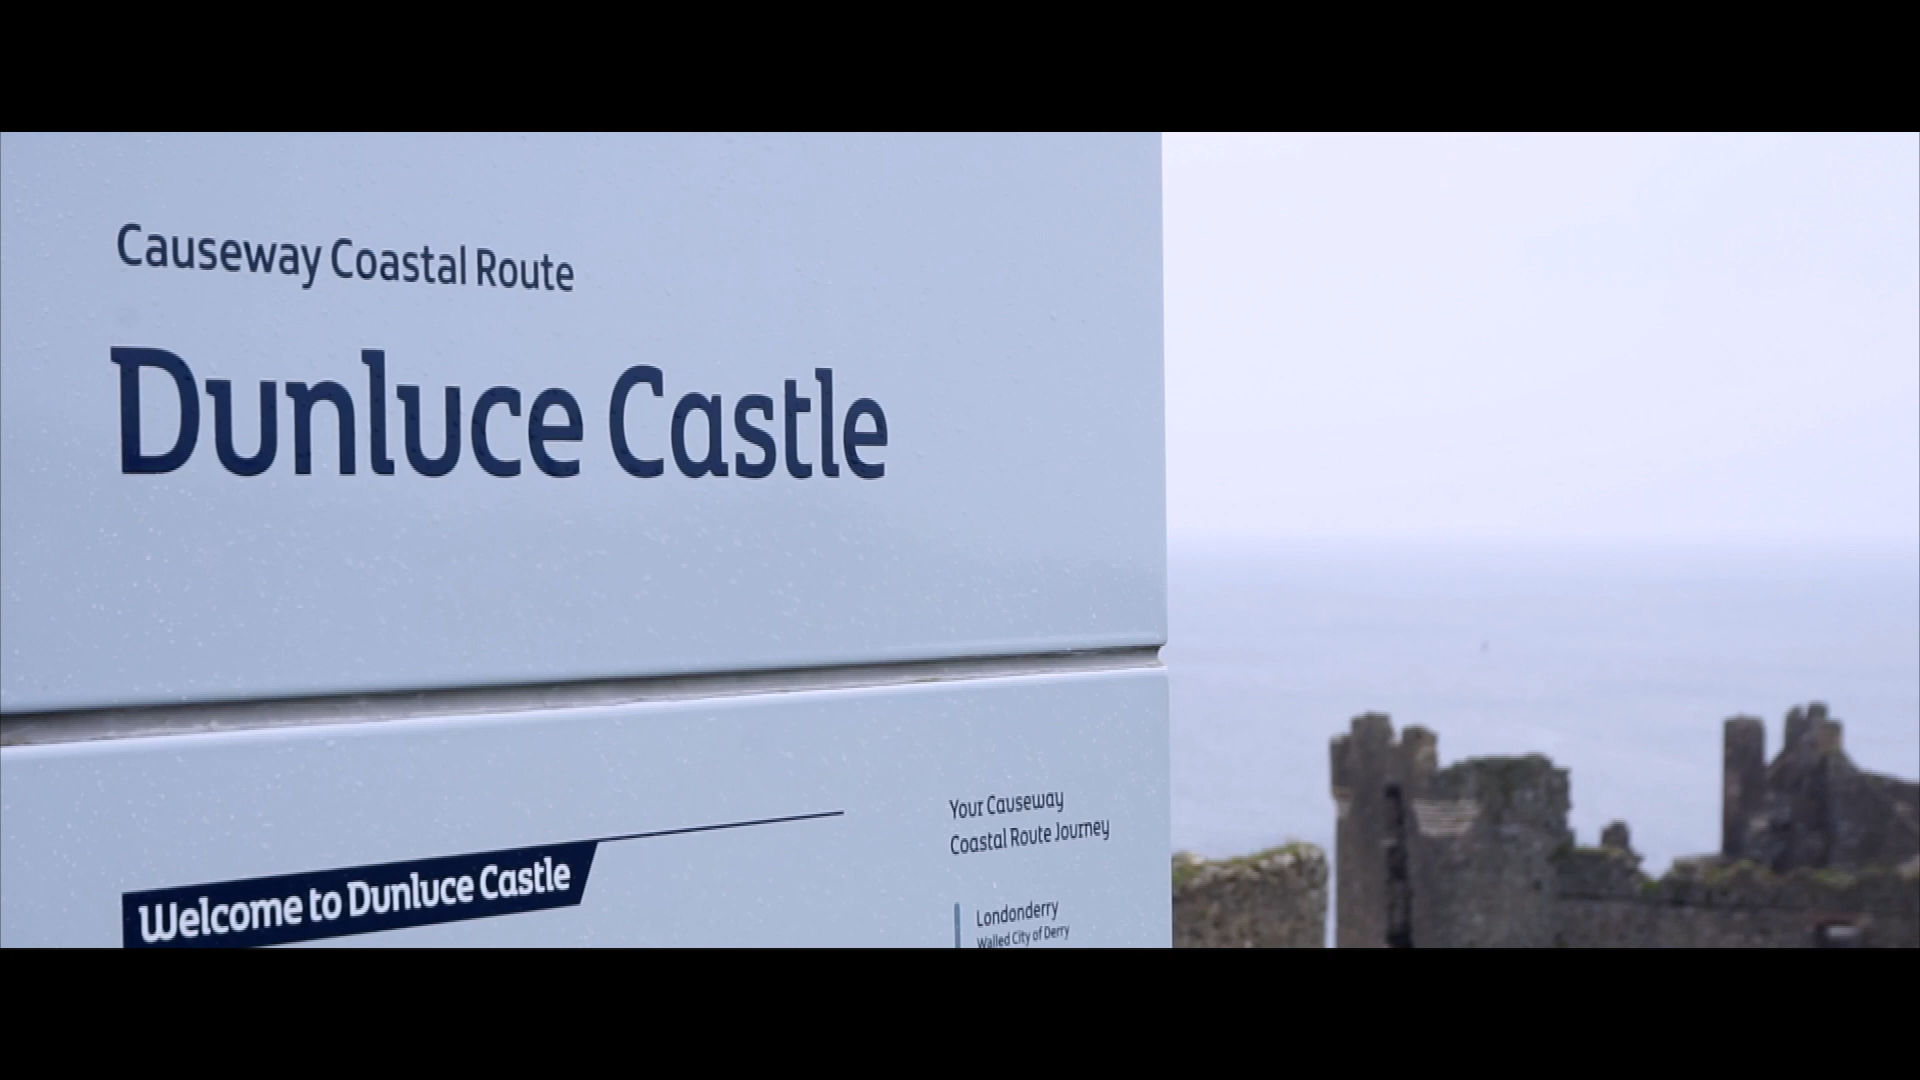 Causeway Coastal Route
Dunluce Castle
Welcome to Dunluce Castle
Your Causeway
Coastal Route Journey
Londonderry
Walled City of Derry